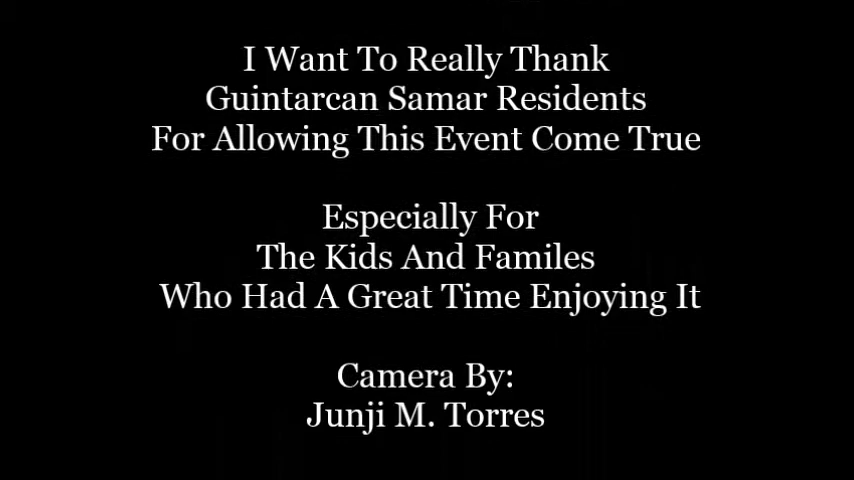 I Want To Really Thank
Guintarcan Samar Residents
For Allowing This Event Come True
Especially For
The Kids And Familes
Who Had A Great Time Enjoying It
Camera By:
Junji M. Torres